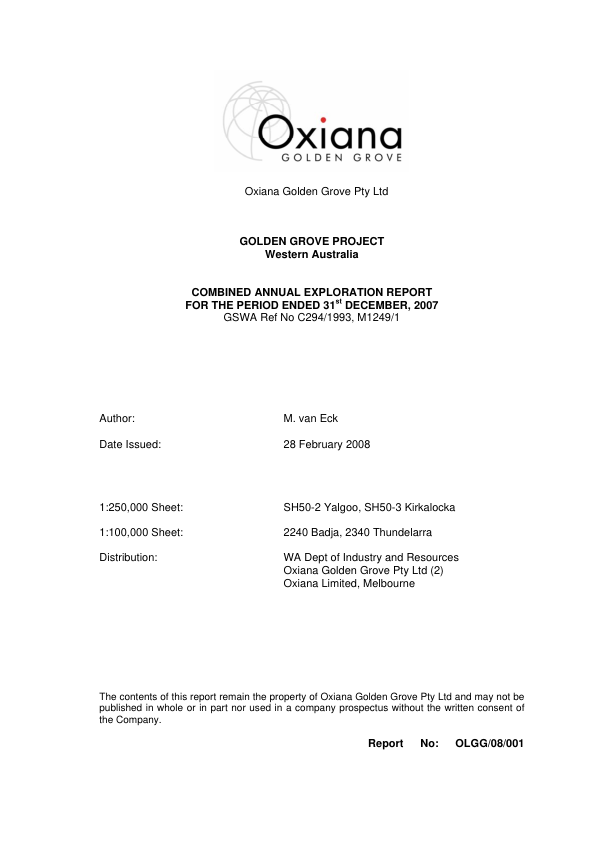 Oxiana
GOLDEN GROVE
Oxiana Golden Grove Pty Ltd
GOLDEN GROVE PROJECT
Western Australia
COMBINED ANNUAL EXPLORATION REPORT
FOR THE PERIOD ENDED 31st DECEMBER, 2007
GSWA Ref No C294/1993, M1249/1
Author: M. van Eck
Date Issued: 28 February 2008
1:250,000 Sheet: SH50-2 Yalgoo, SH50-3 Kirkalocka
1:100,000 Sheet: 2240 Badja, 2340 Thundelarra
Distribution: WA Dept of Industry and Resources
Oxiana Golden Grove Pty Ltd (2)
Oxiana Limited, Melbourne
The contents of this report remain the property of Oxiana Golden Grove Pty Ltd and may not be
published in whole or in part nor used in a company prospectus without the written consent of
the Company.
Report No: OLGG/08/001